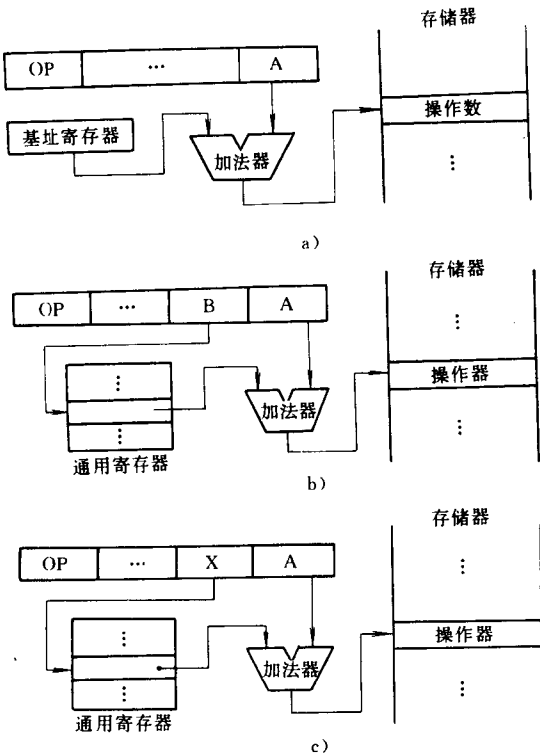 存储器
OP … A
操作数
基址寄存器
加法器
⋮
a)
存储器
OP … B A
⋮
⋮
操作器
加法器
⋮
⋮
通用寄存器
b)
存储器
OP … X A
⋮
⋮
操作器
加法器
⋮
⋮
通用寄存器
c)